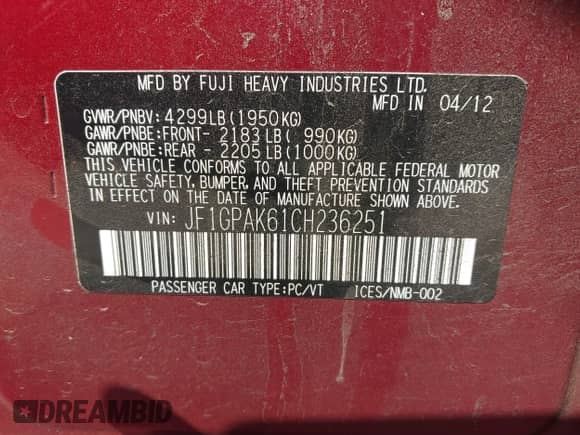 MFD BY FUJI HEAVY INDUSTRIES LTD.
MFD IN 04/12
GVWR/PNBV: 4299LB(1950KG)
GAWR/PNBE:FRONT- 2183LB( 990KG)
GAWR/PNBE:REAR - 2205LB(1000KG)
THIS VEHICLE CONFORMS TO ALL APPLICABLE FEDERAL MOTOR
VEHICLE SAFETY, BUMPER, AND THEFT PREVENTION STANDARDS
IN EFFECT ON THE DATE OF MANUFACTURE SHOWN ABOVE.
VIN: JF1GPAK61CH236251
PASSENGER CAR TYPE:PC/VT ICES/NMB-002
DREAMBID